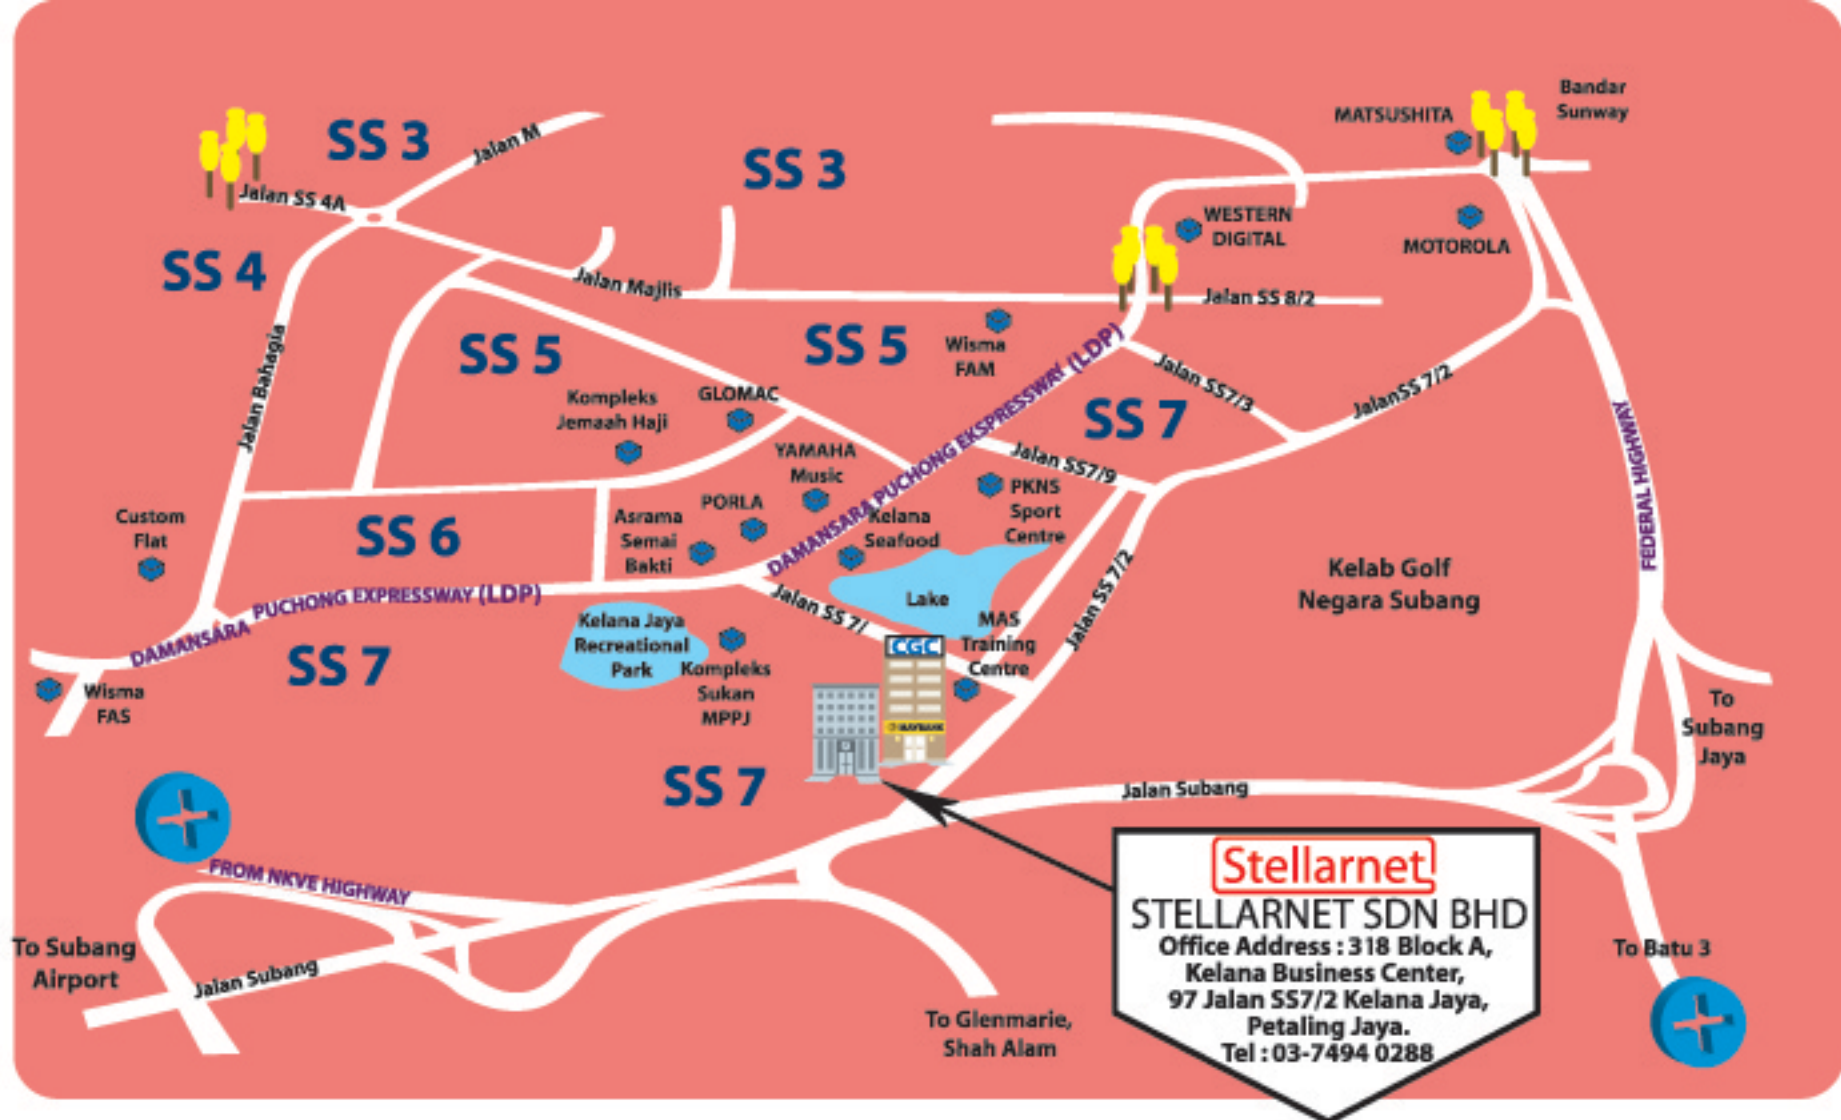 Bandar
Sunway
MATSUSHITA
SS 3
Jalan M
SS 3
Jalan SS 4A
WESTERN
DIGITAL
MOTOROLA
SS 4
Jalan Majlis
Jalan SS 8/2
SS 5
SS 5
Wisma
FAM
Jalan Bahagia
Kompleks
Jemaah Haji
GLOMAC
SS 7
Jalan SS7/3
JalanSS 7/2
FEDERAL HIGHWAY
YAMAHA
Music
DAMANSARA PUCHONG EKSPRESSWAY (LDP)
Jalan SS7/9
PKNS
Sport
Centre
PORLA
Custom
Flat
SS 6
Asrama
Semai
Bakti
Kelana
Seafood
Kelab Golf
Negara Subang
DAMANSARA PUCHONG EXPRESSWAY (LDP)
Jalan SS 7/
Lake
Jalan SS 7/2
Kelana Jaya
Recreational
Park
MAS
Training
Centre
CGC
MAYBANK
SS 7
Kompleks
Sukan
MPPJ
Wisma
FAS
To
Subang
Jaya
SS 7
Jalan Subang
FROM NKVE HIGHWAY
Stellarnet
STELLARNET SDN BHD
Office Address : 318 Block A,
Kelana Business Center,
97 Jalan SS7/2 Kelana Jaya,
Petaling Jaya.
Tel : 03-7494 0288
To Subang
Airport
Jalan Subang
To Batu 3
To Glenmarie,
Shah Alam